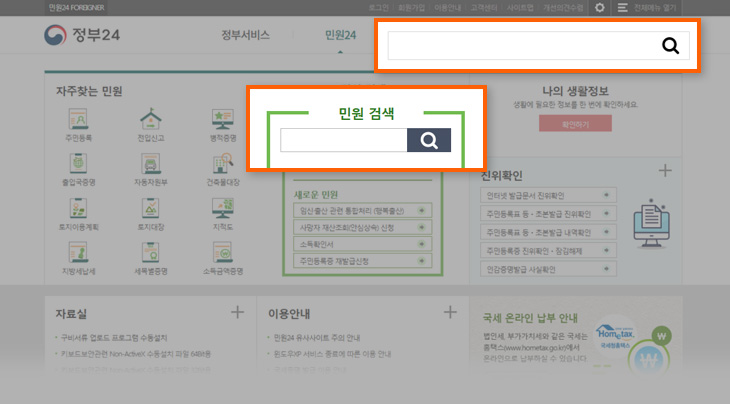 민원24 FOREIGNER
로그인 회원가입 이용안내 고객센터 사이트맵 개선의견수렴 전체메뉴 열기
정부24
정부서비스 민원24
자주찾는 민원
주민등록 전입신고 병적증명
출입국증명 자동차원부 건축물대장
토지이용계획 토지대장 지적도
지방세납세 세목별증명 소득금액증명
민원 검색
새로운 민원
임신출산 관련 통합처리 (행복출산)
사망자 재산조회(안심상속) 신청
소득확인서
주민등록증 재발급신청
나의 생활정보
생활에 필요한 정보를 한 번에 확인하세요.
확인하기
진위확인
인터넷 발급문서 진위확인
주민등록표 등 - 초본발급 진위확인
주민등록표 등 - 초본발급 내역확인
주민등록증 진위확인 - 잠김해제
인감증명발급 사실확인
자료실
구비서류 업로드 프로그램 수동설치
키보드보안관련 Non-ActiveX 수동설치 파일 64Bit용
이용안내
민원24 유사사이트 주의 안내
윈도우XP 서비스 종료에 따른 이용 안내
국세 온라인 납부 안내
법인세, 부가가치세와 같은 국세는
홈택스(www.hometax.go.kr)에서
온라인으로 납부하실 수 있습니다
Hometax.
국세청홈택스